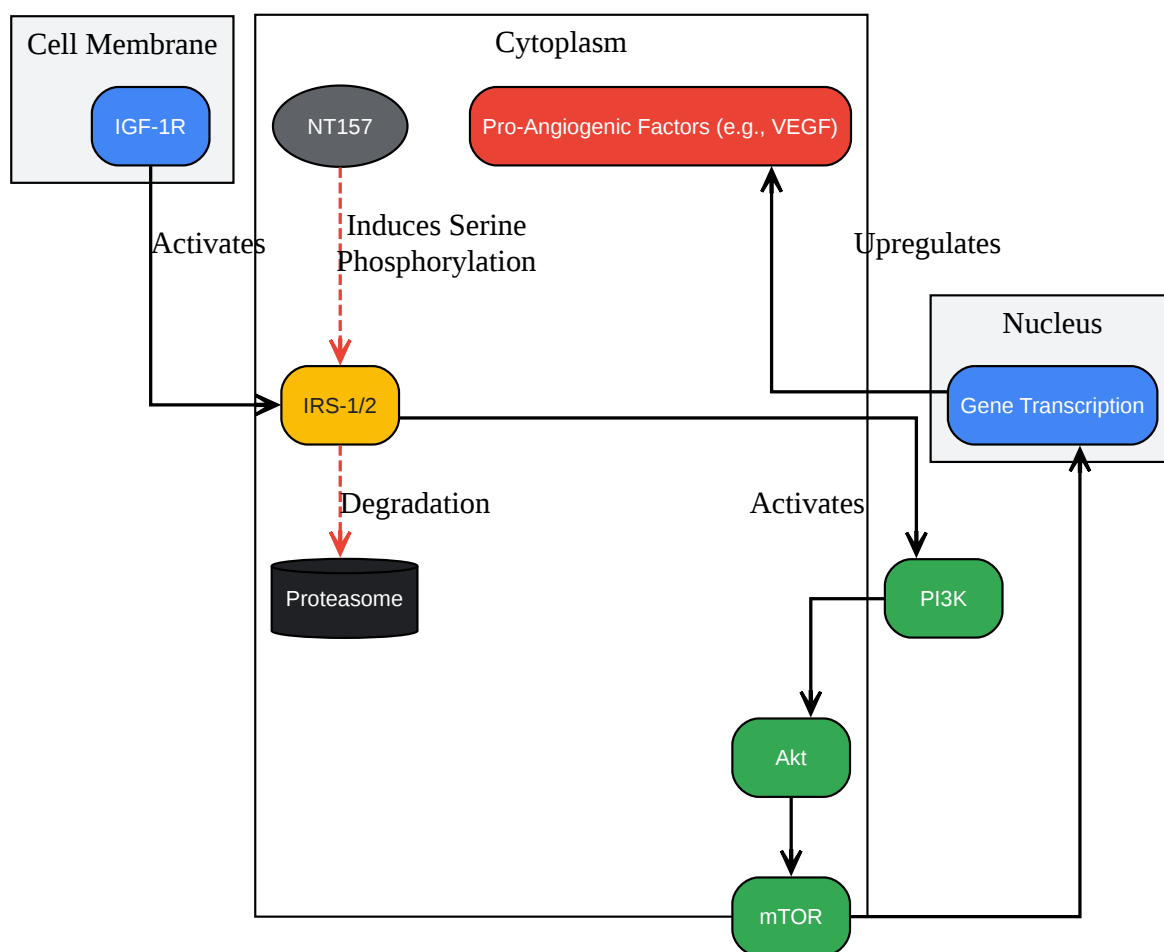 Cell Membrane
Cytoplasm
IGF-1R
NT157
Pro-Angiogenic Factors (e.g., VEGF)
Activates
Induces Serine
Phosphorylation
Upregulates
Nucleus
IRS-1/2
Gene Transcription
Degradation
Activates
Proteasome
PI3K
Akt
mTOR